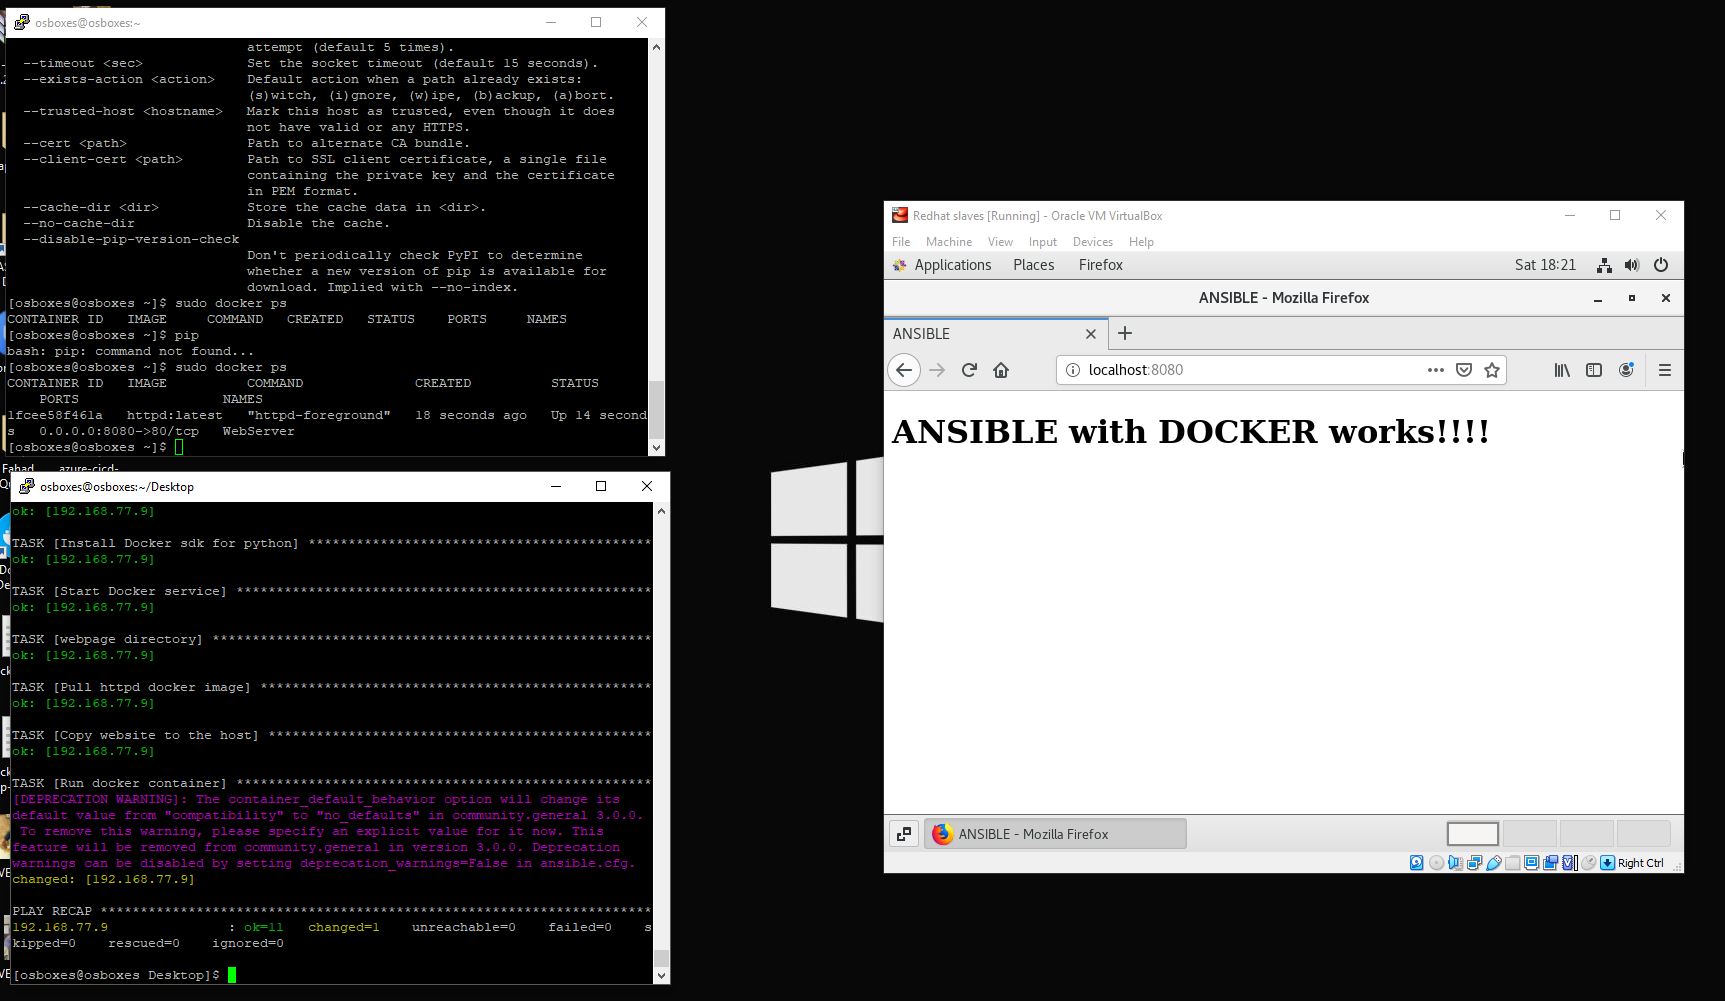 osboxes@osboxes:~
attempt (default 5 times).
--timeout <sec> Set the socket timeout (default 15 seconds).
--exists-action <action> Default action when a path already exists:
(s)witch, (i)gnore, (w)ipe, (b)ackup, (a)bort.
--trusted-host <hostname> Mark this host as trusted, even though it does
not have valid or any HTTPS.
--cert <path> Path to alternate CA bundle.
--client-cert <path> Path to SSL client certificate, a single file
containing the private key and the certificate
in PEM format.
--cache-dir <dir> Store the cache data in <dir>.
--no-cache-dir Disable the cache.
--disable-pip-version-check
Don't periodically check PyPI to determine
whether a new version of pip is available for
download. Implied with --no-index.
[osboxes@osboxes ~]$ sudo docker ps
CONTAINER ID IMAGE COMMAND CREATED STATUS PORTS NAMES
[osboxes@osboxes ~]$ pip
bash: pip: command not found...
[osboxes@osboxes ~]$ sudo docker ps
CONTAINER ID IMAGE COMMAND CREATED STATUS
PORTS NAMES
1fcee58f461a httpd:latest "httpd-foreground" 18 seconds ago Up 14 second
s 0.0.0.0:8080->80/tcp WebServer
[osboxes@osboxes ~]$
Fahad azure-cicd-
osboxes@osboxes:~/Desktop
ok: [192.168.77.9]
TASK [Install Docker sdk for python] *******************************************
ok: [192.168.77.9]
TASK [Start Docker service] ****************************************************
ok: [192.168.77.9]
TASK [webpage directory] *******************************************************
ok: [192.168.77.9]
TASK [Pull httpd docker image] *************************************************
ok: [192.168.77.9]
TASK [Copy website to the host] ************************************************
ok: [192.168.77.9]
TASK [Run docker container] ****************************************************
[DEPRECATION WARNING]: The container_default_behavior option will change its
default value from "compatibility" to "no_defaults" in community.general 3.0.0.
To remove this warning, please specify an explicit value for it now. This
feature will be removed from community.general in version 3.0.0. Deprecation
warnings can be disabled by setting deprecation_warnings=False in ansible.cfg.
changed: [192.168.77.9]
PLAY RECAP *********************************************************************
192.168.77.9 : ok=11 changed=1 unreachable=0 failed=0 s
kipped=0 rescued=0 ignored=0
[osboxes@osboxes Desktop]$
Redhat slaves [Running] - Oracle VM VirtualBox
File Machine View Input Devices Help
Applications Places Firefox Sat 18:21
ANSIBLE - Mozilla Firefox
ANSIBLE
localhost:8080
ANSIBLE with DOCKER works!!!!
ANSIBLE - Mozilla Firefox
Right Ctrl